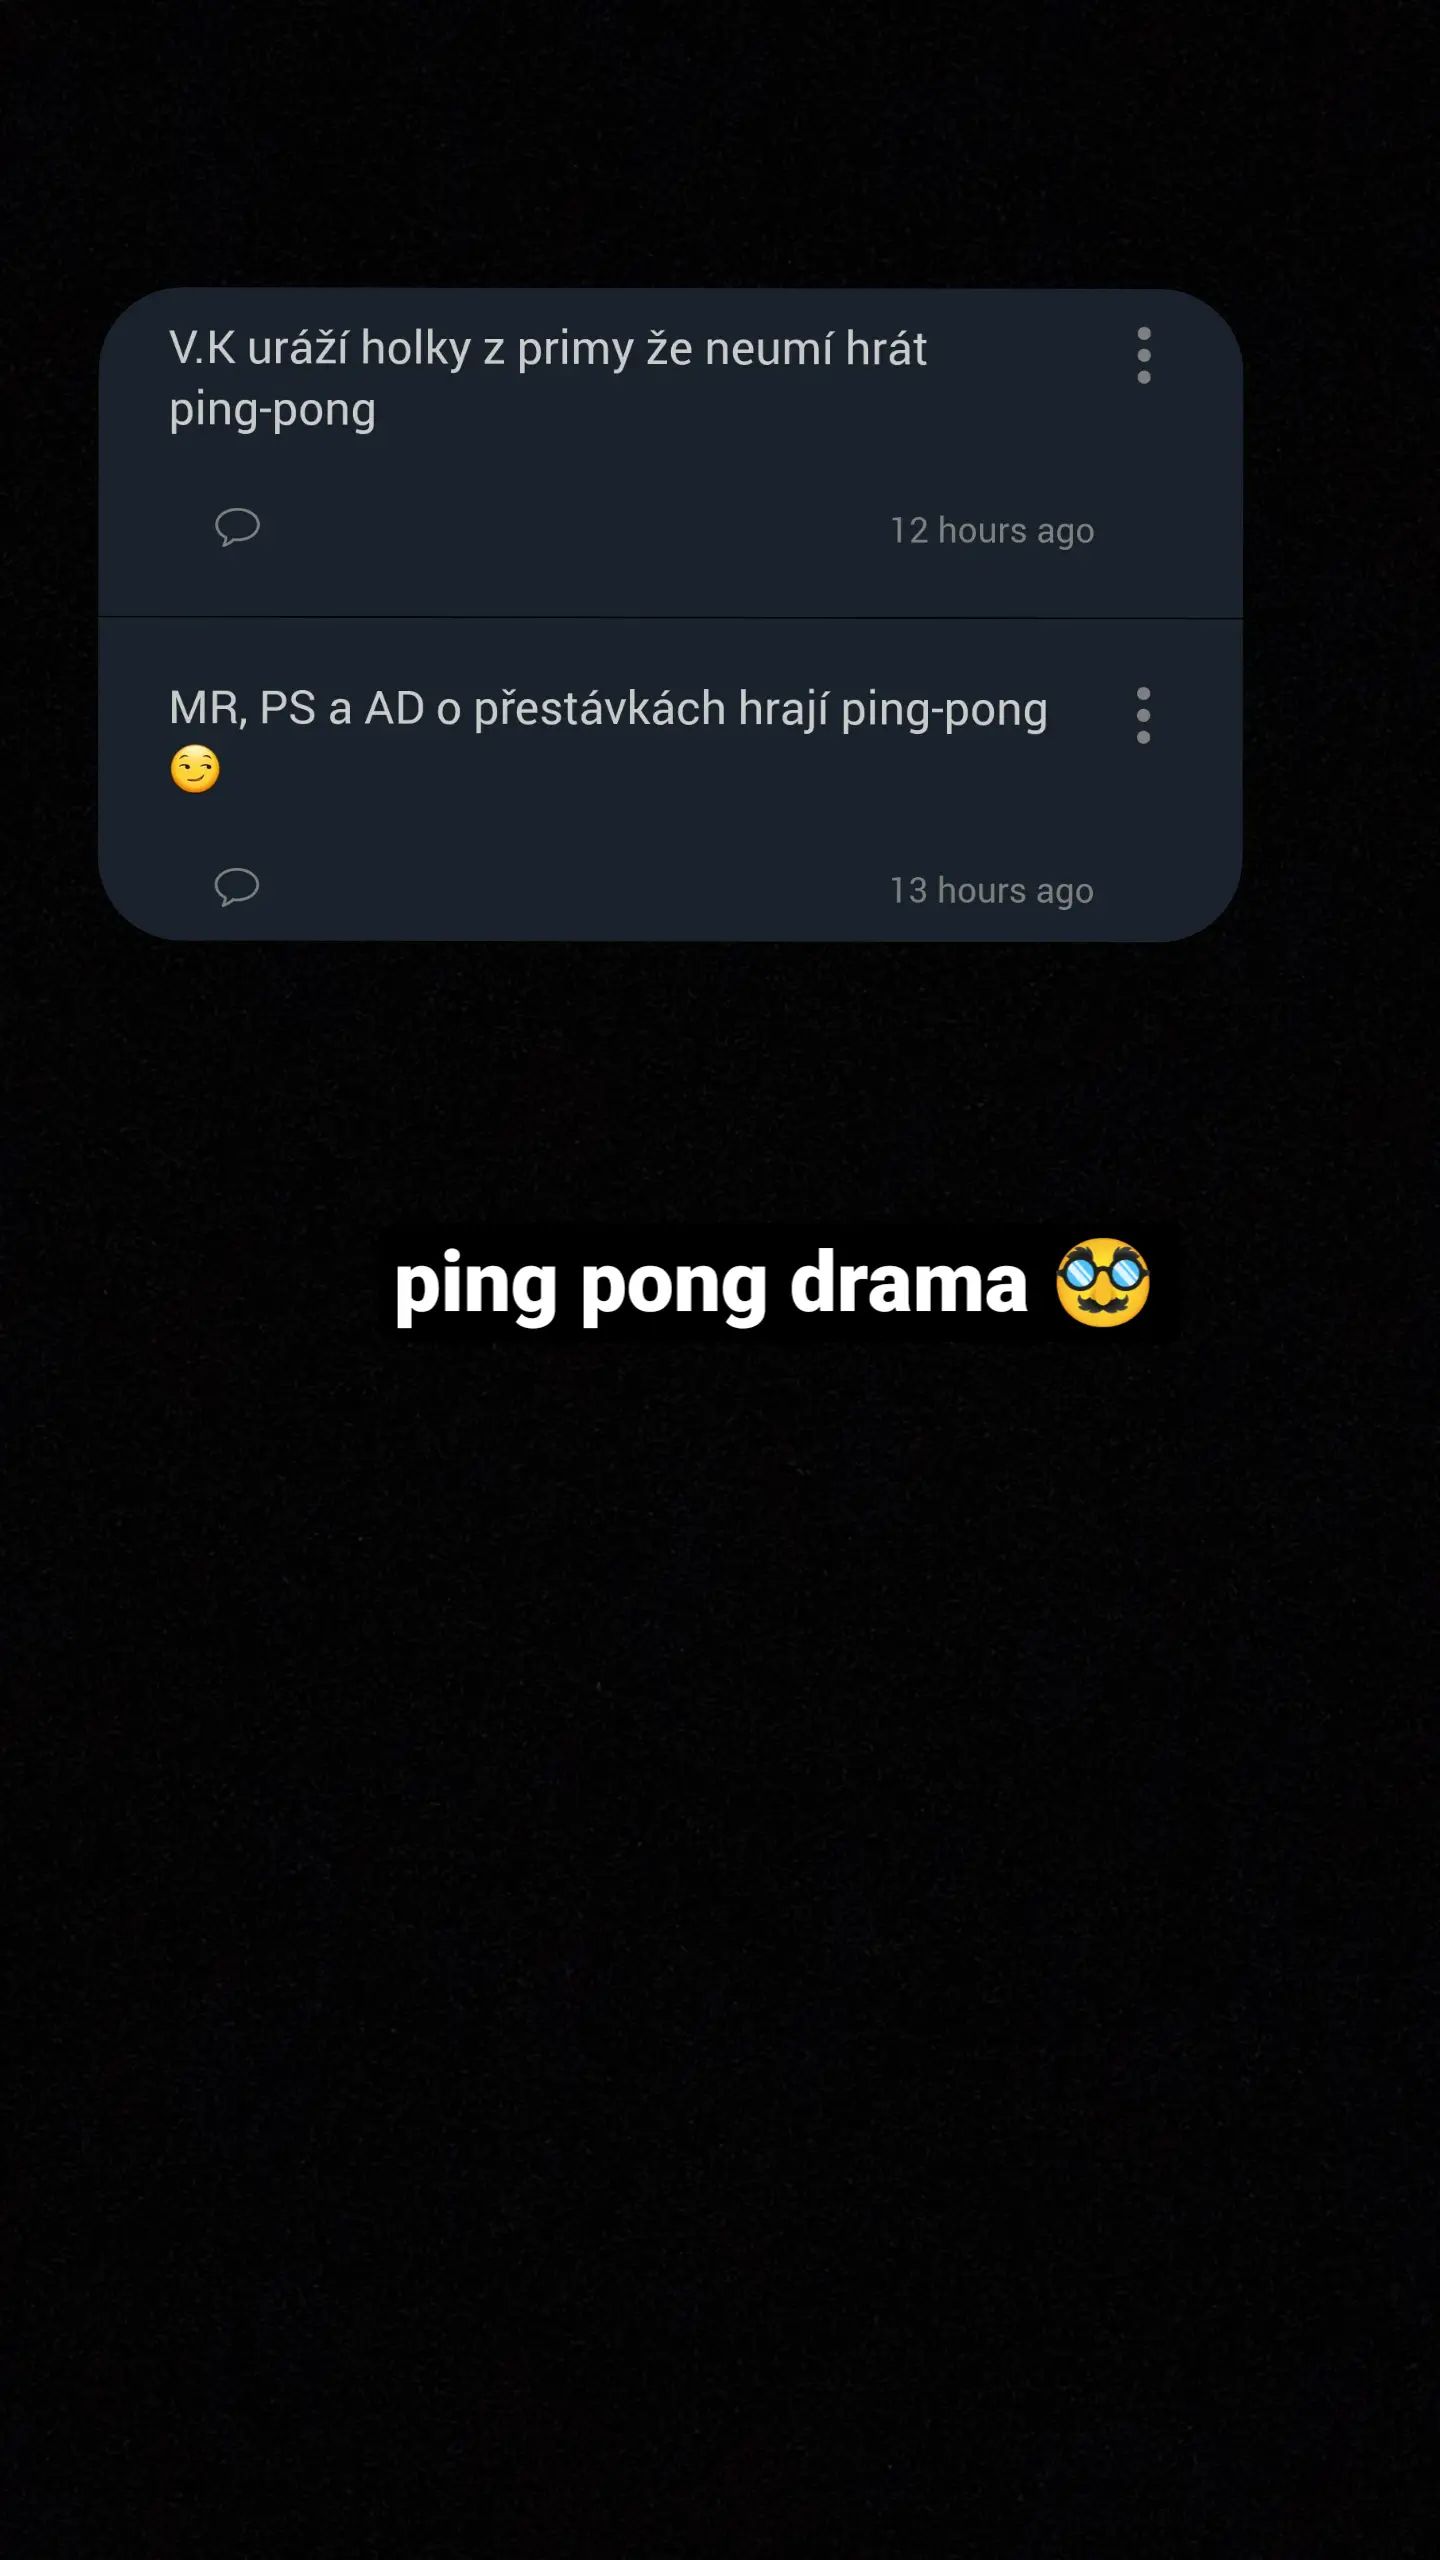 V.K uráží holky z primy že neumí hrát
ping-pong
12 hours ago
MR, PS a AD o přestávkách hrají ping-pong
😏
13 hours ago
ping pong drama 🥸